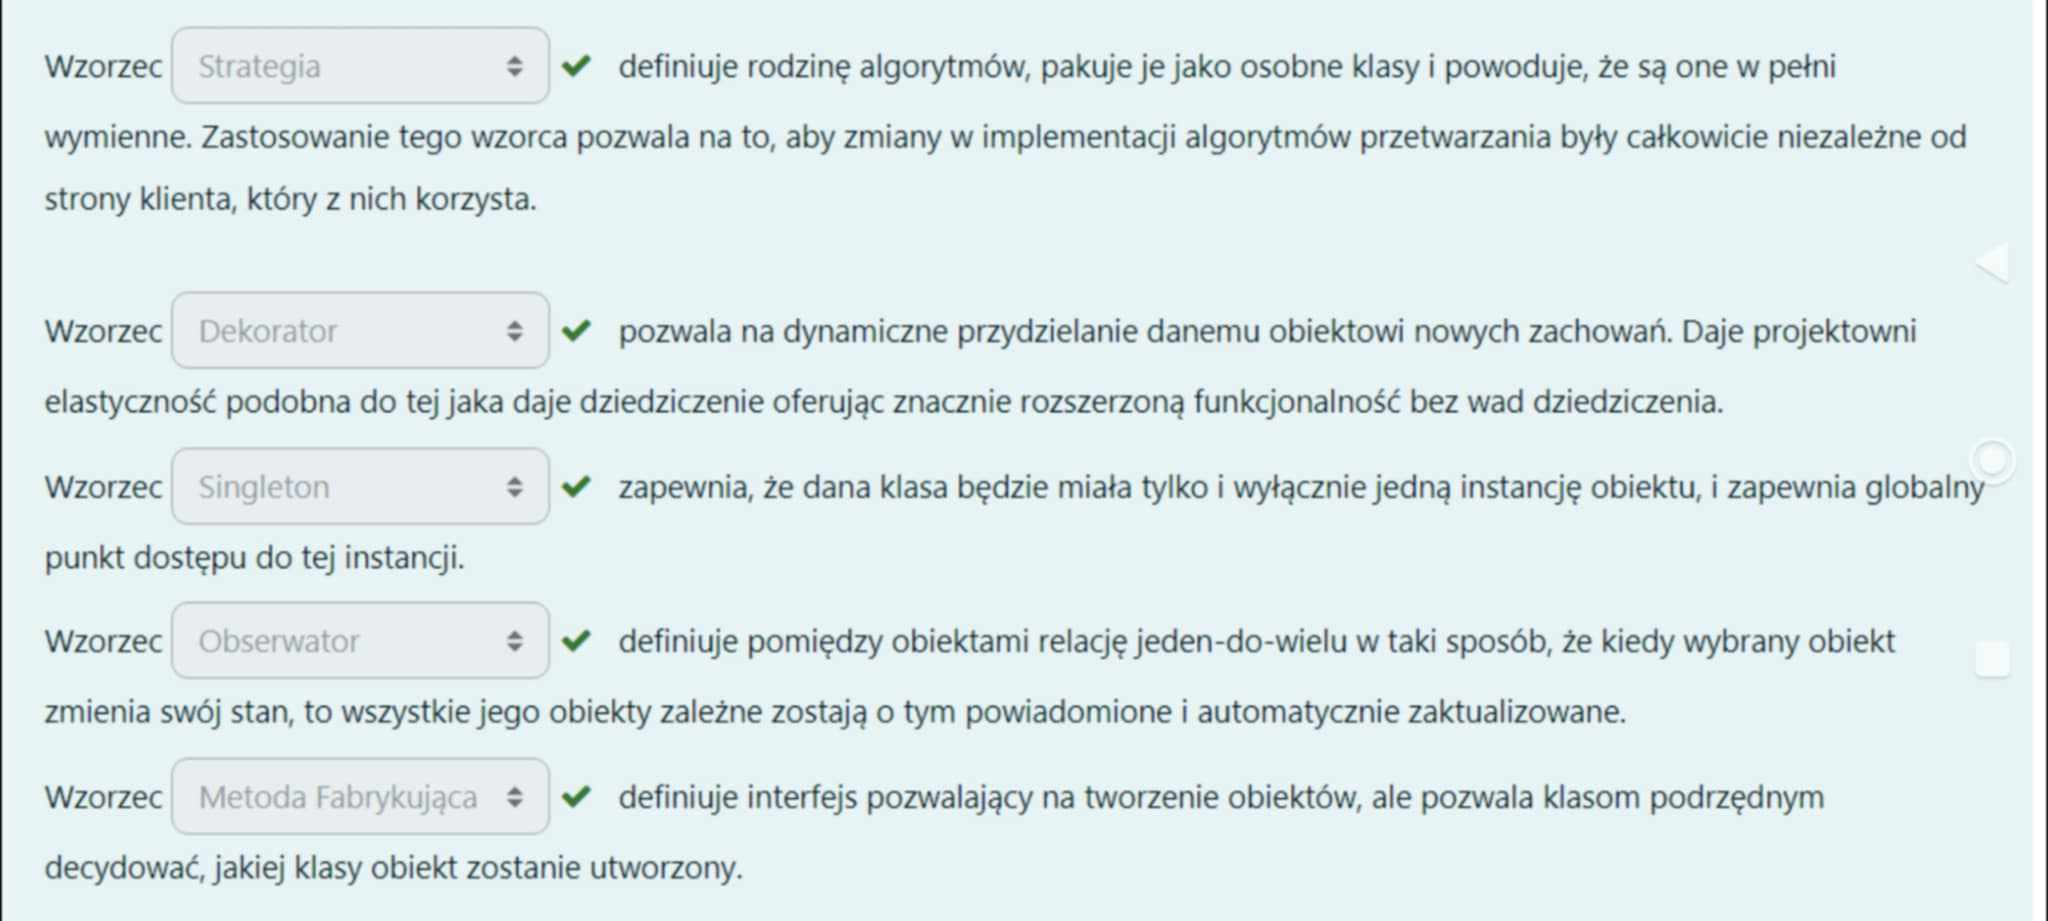 Wzorzec Strategia definiuje rodzinę algorytmów, pakuje je jako osobne klasy i powoduje, że są one w pełni
wymienne. Zastosowanie tego wzorca pozwala na to, aby zmiany w implementacji algorytmów przetwarzania były całkowicie niezależne od
strony klienta, który z nich korzysta.
Wzorzec Dekorator pozwala na dynamiczne przydzielanie danemu obiektowi nowych zachowań. Daje projektowni
elastyczność podobna do tej jaka daje dziedziczenie oferując znacznie rozszerzoną funkcjonalność bez wad dziedziczenia.
Wzorzec Singleton zapewnia, że dana klasa będzie miała tylko i wyłącznie jedną instancję obiektu, i zapewnia globalny
punkt dostępu do tej instancji.
Wzorzec Obserwator definiuje pomiędzy obiektami relację jeden-do-wielu w taki sposób, że kiedy wybrany obiekt
zmienia swój stan, to wszystkie jego obiekty zależne zostają o tym powiadomione i automatycznie zaktualizowane.
Wzorzec Metoda Fabrykująca definiuje interfejs pozwalający na tworzenie obiektów, ale pozwala klasom podrzędnym
decydować, jakiej klasy obiekt zostanie utworzony.